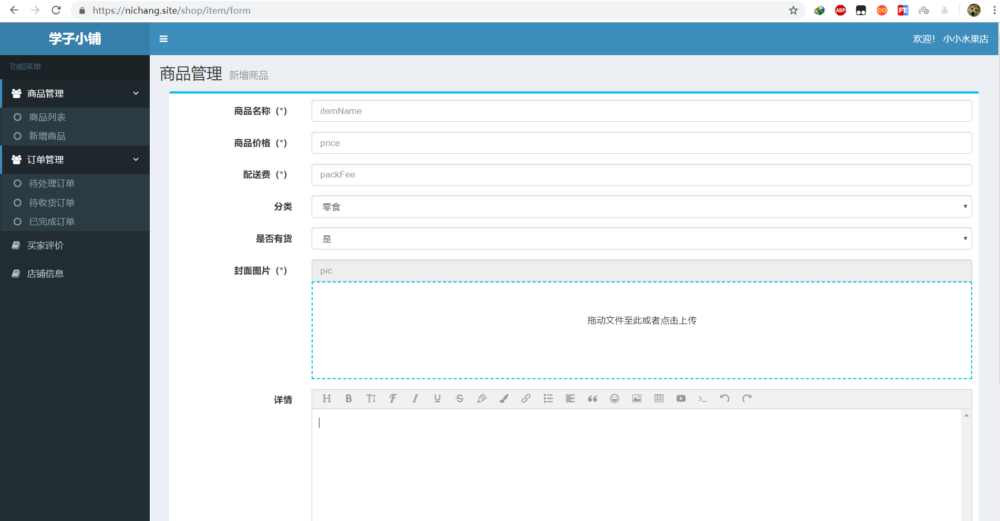 https://nichang.site/shop/item/form
ABP
FE
学子小铺
欢迎！ 小小水果店
功能菜单
商品管理
商品列表
新增商品
订单管理
待处理订单
待收货订单
已完成订单
买家评价
店铺信息
商品管理 新增商品
商品名称（*） itemName
商品价格（*） price
配送费（*） packFee
分类 零食
是否有货 是
封面图片（*） pic
拖动文件至此或者点击上传
详情